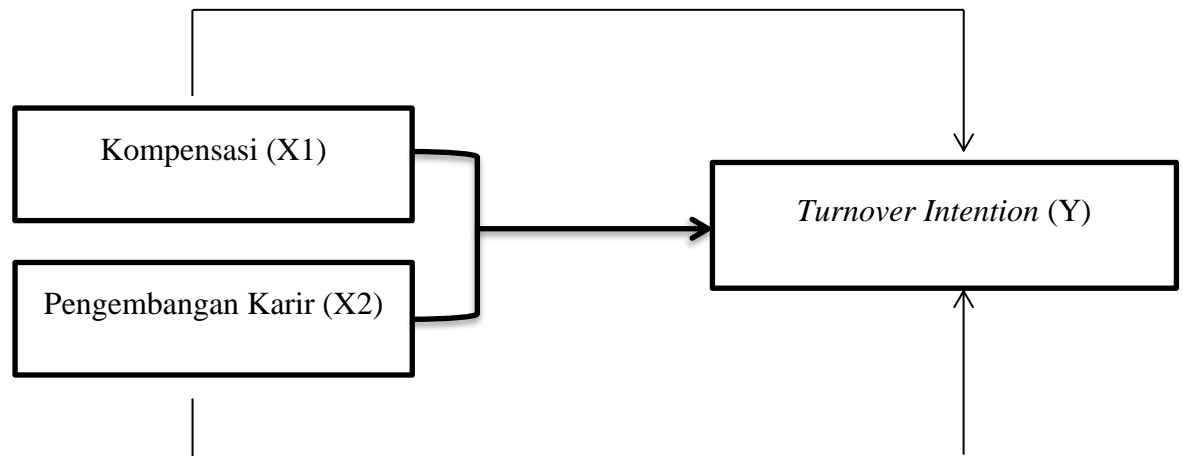 Kompensasi (X1)
Turnover Intention (Y)
Pengembangan Karir (X2)